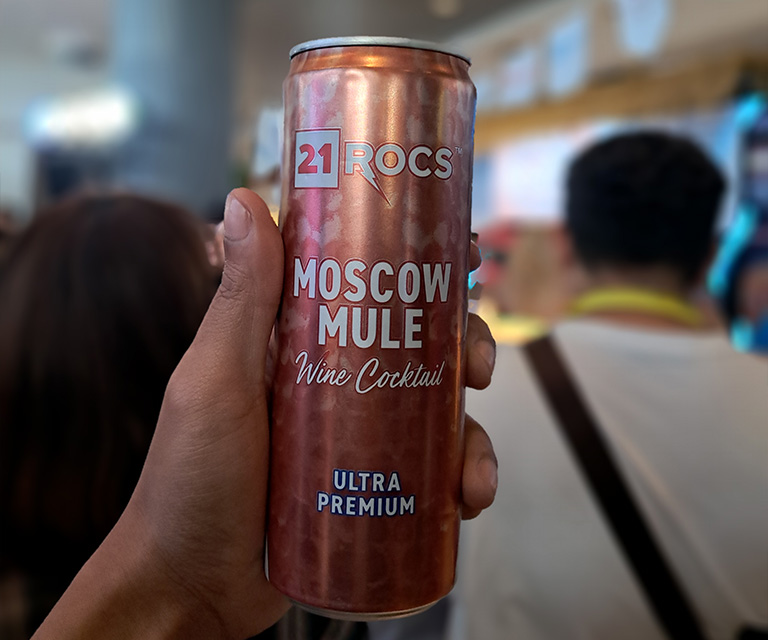 21 ROCS™
MOSCOW
MULE
Wine Cocktail
ULTRA
PREMIUM